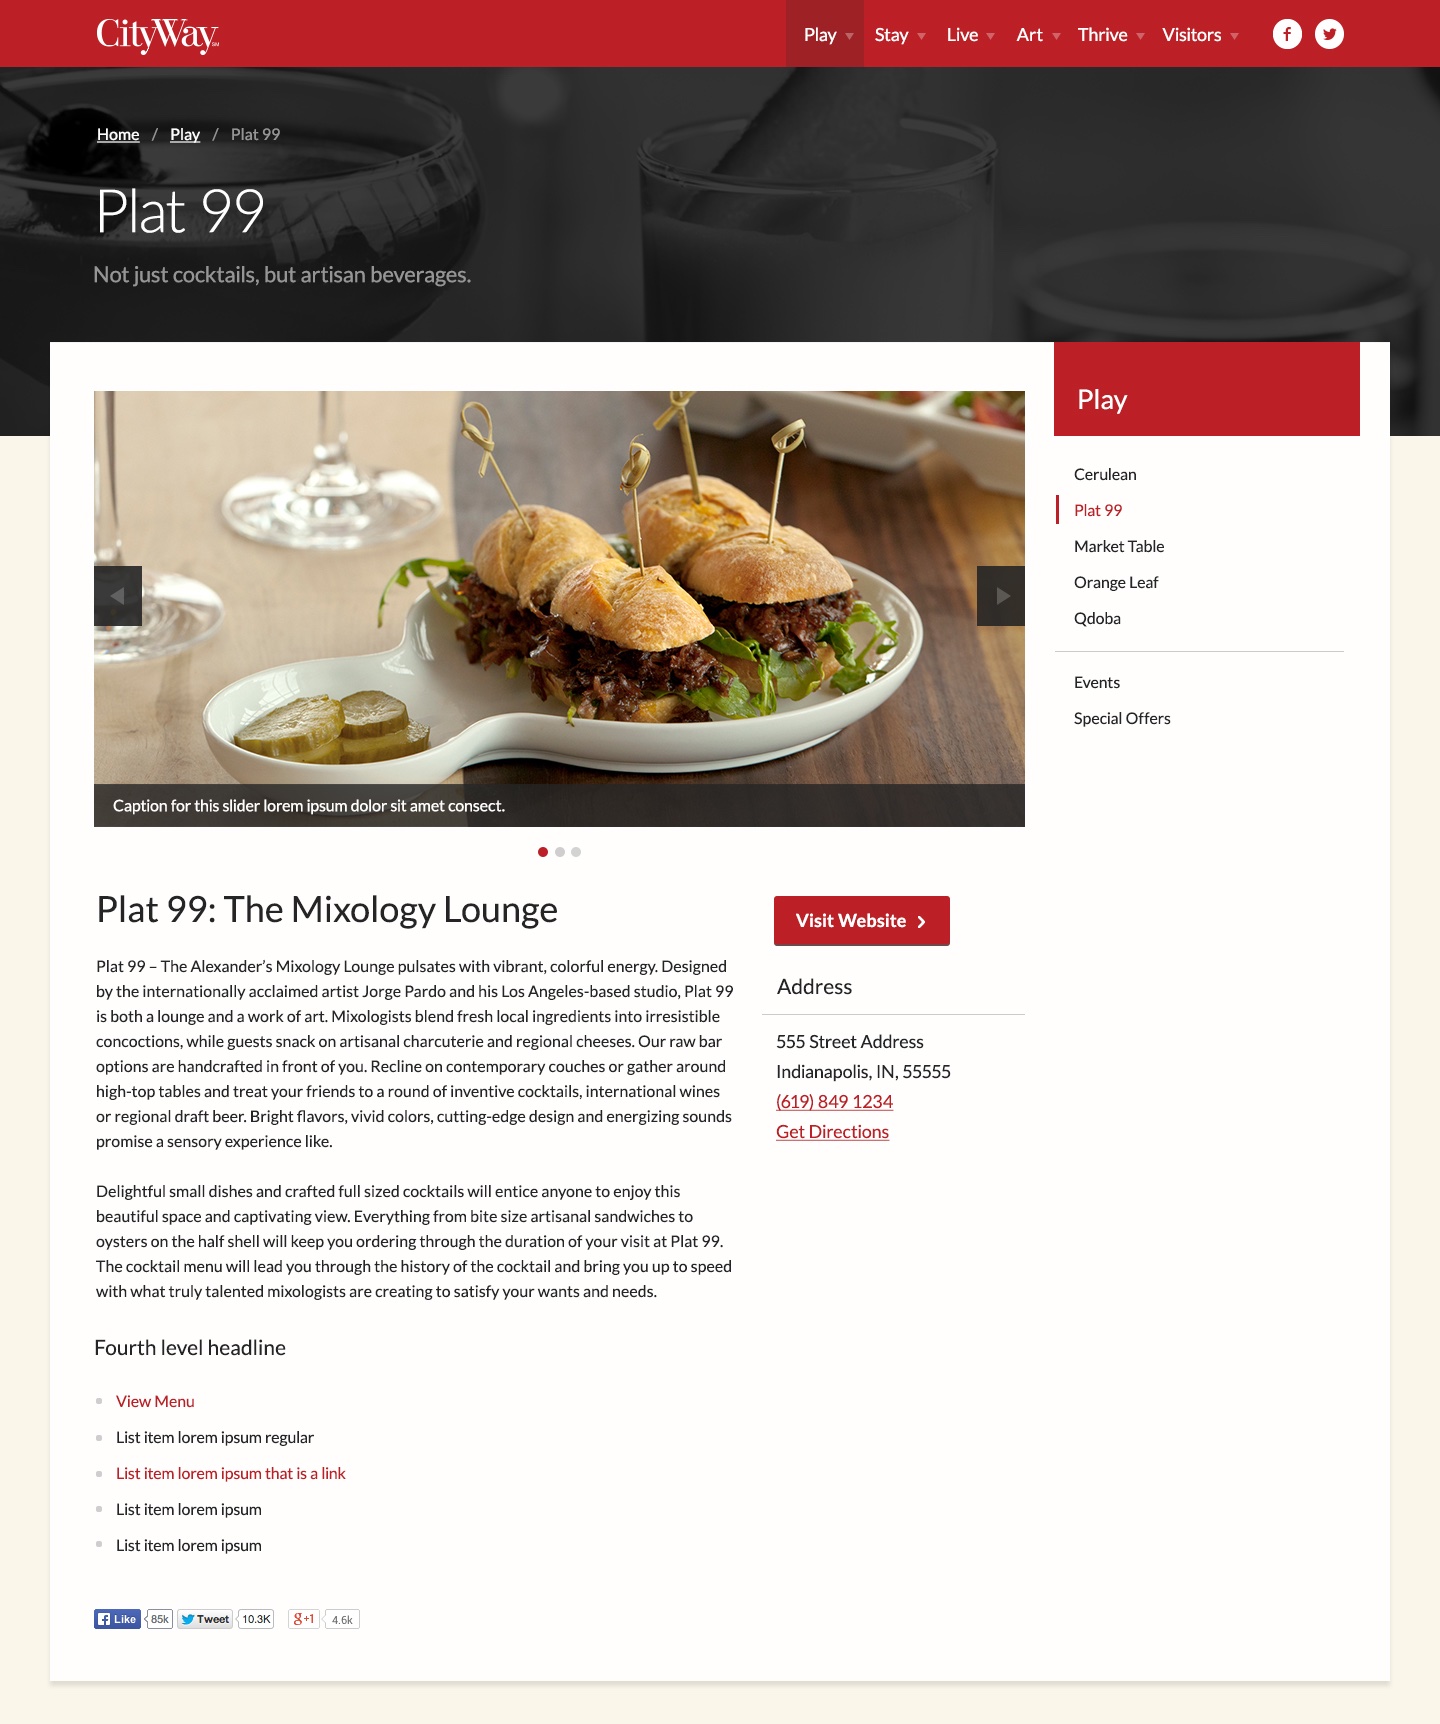 CityWay
Play
Stay
Live
Art
Thrive
Visitors
Home / Play / Plat 99
Plat 99
Not just cocktails, but artisan beverages.
Play
Cerulean
Plat 99
Market Table
Orange Leaf
Qdoba
Events
Special Offers
Caption for this slider lorem ipsum dolor sit amet consect.
Plat 99: The Mixology Lounge
Plat 99 – The Alexander’s Mixology Lounge pulsates with vibrant, colorful energy. Designed
by the internationally acclaimed artist Jorge Pardo and his Los Angeles-based studio, Plat 99
is both a lounge and a work of art. Mixologists blend fresh local ingredients into irresistible
concoctions, while guests snack on artisanal charcuterie and regional cheeses. Our raw bar
options are handcrafted in front of you. Recline on contemporary couches or gather around
high-top tables and treat your friends to a round of inventive cocktails, international wines
or regional draft beer. Bright flavors, vivid colors, cutting-edge design and energizing sounds
promise a sensory experience like.
Delightful small dishes and crafted full sized cocktails will entice anyone to enjoy this
beautiful space and captivating view. Everything from bite size artisanal sandwiches to
oysters on the half shell will keep you ordering through the duration of your visit at Plat 99.
The cocktail menu will lead you through the history of the cocktail and bring you up to speed
with what truly talented mixologists are creating to satisfy your wants and needs.
Fourth level headline
View Menu
List item lorem ipsum regular
List item lorem ipsum that is a link
List item lorem ipsum
List item lorem ipsum
Visit Website
Address
555 Street Address
Indianapolis, IN, 55555
(619) 849 1234
Get Directions
Like 85k Tweet 10.3K g+1 4.6k